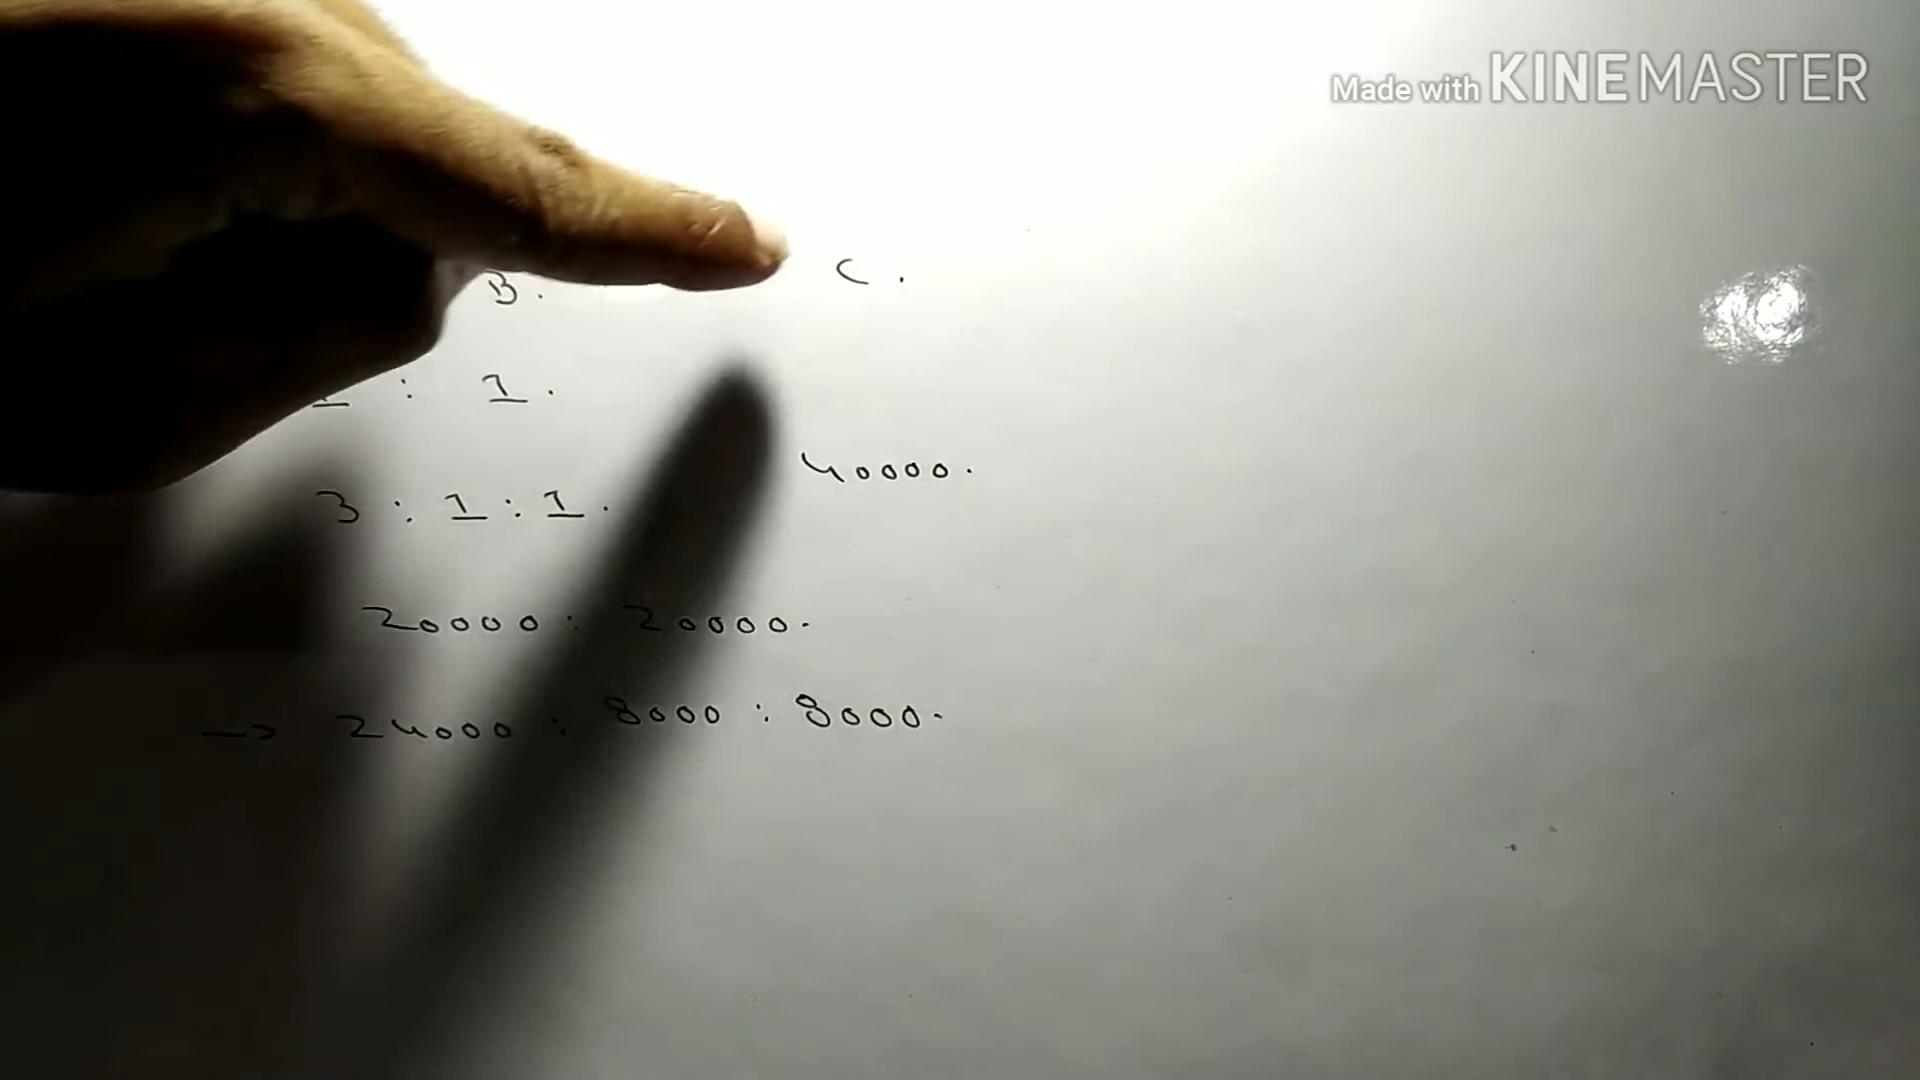 Made with KINEMASTER
B. C.
: 1.
40000.
3 : 1 : 1.
20000 : 20000.
→ 24000 : 8000 : 8000.